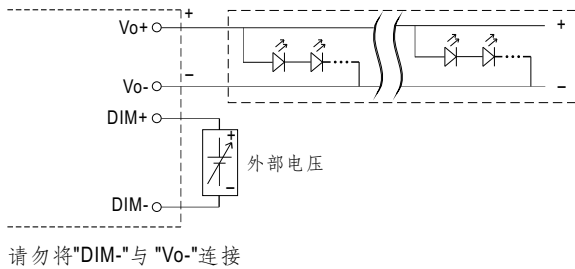 Vo+
+
+
Vo-
−
−
DIM+
+
外部电压
−
DIM-
请勿将"DIM-"与 "Vo-"连接